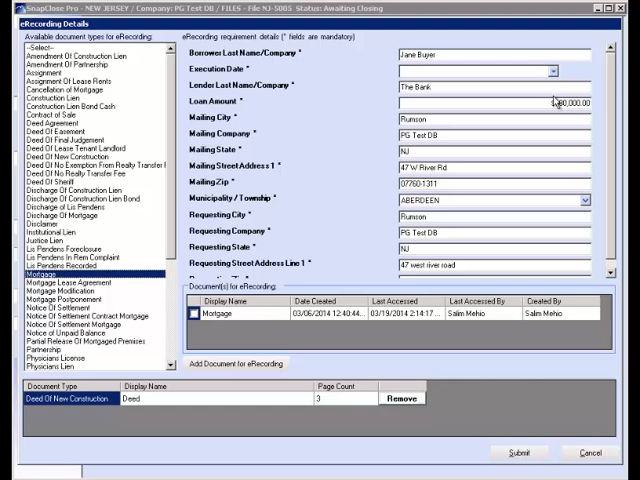 SnapClose Pro - NEW JERSEY / Company: PG Test DB / FILES - File NJ-5005 Status: Awaiting Closing
eRecording Details
Available document types for eRecording:
--Select--
Amendment Of Construction Lien
Amendment Of Partnership
Assignment
Assignment Of Lease Rents
Cancellation of Mortgage
Construction Lien
Construction Lien Bond Cash
Contract of Sale
Deed Agreement
Deed Of Easement
Deed Of Final Judgement
Deed Of Lease Tenant Landlord
Deed Of New Construction
Deed Of No Exemption From Realty Transfer F
Deed Of No Realty Transfer Fee
Deed Of Sheriff
Discharge Of Construction Lien
Discharge Of Construction Lien Bond
Discharge of Lis Pendens
Discharge Of Mortgage
Disclaimer
Institutional Lien
Justice Lien
Lis Pendens Foreclosure
Lis Pendens In Rem Complaint
Lis Pendens Recorded
Mortgage
Mortgage Lease Agreement
Mortgage Modification
Mortgage Postponement
Notice Of Settlement
Notice Of Settlement Contract Mortgage
Notice Of Settlement Mortgage
Notice of Unpaid Balance
Partial Release Of Mortgaged Premises
Partnership
Physicians License
Physicians Lien
eRecording requirement details (* fields are mandatory)
Borrower Last Name/Company * Jane Buyer
Execution Date *
Lender Last Name/Company * The Bank
Loan Amount * 00,000.00
Mailing City * Rumson
Mailing Company * PG Test DB
Mailing State * NJ
Mailing Street Address 1 * 47 W River Rd
Mailing Zip * 07760-1311
Municipality / Township * ABERDEEN
Requesting City * Rumson
Requesting Company * PG Test DB
Requesting State * NJ
Requesting Street Address Line 1 * 47 west river road
Document(s) for eRecording:
Display Name Date Created Last Accessed Last Accessed By Created By
Mortgage 03/06/2014 12:40:44... 03/19/2014 2:14:17 ... Salim Mehio Salim Mehio
Add Document for eRecording
Document Type Display Name Page Count
Deed Of New Construction Deed 3 Remove
Submit Cancel